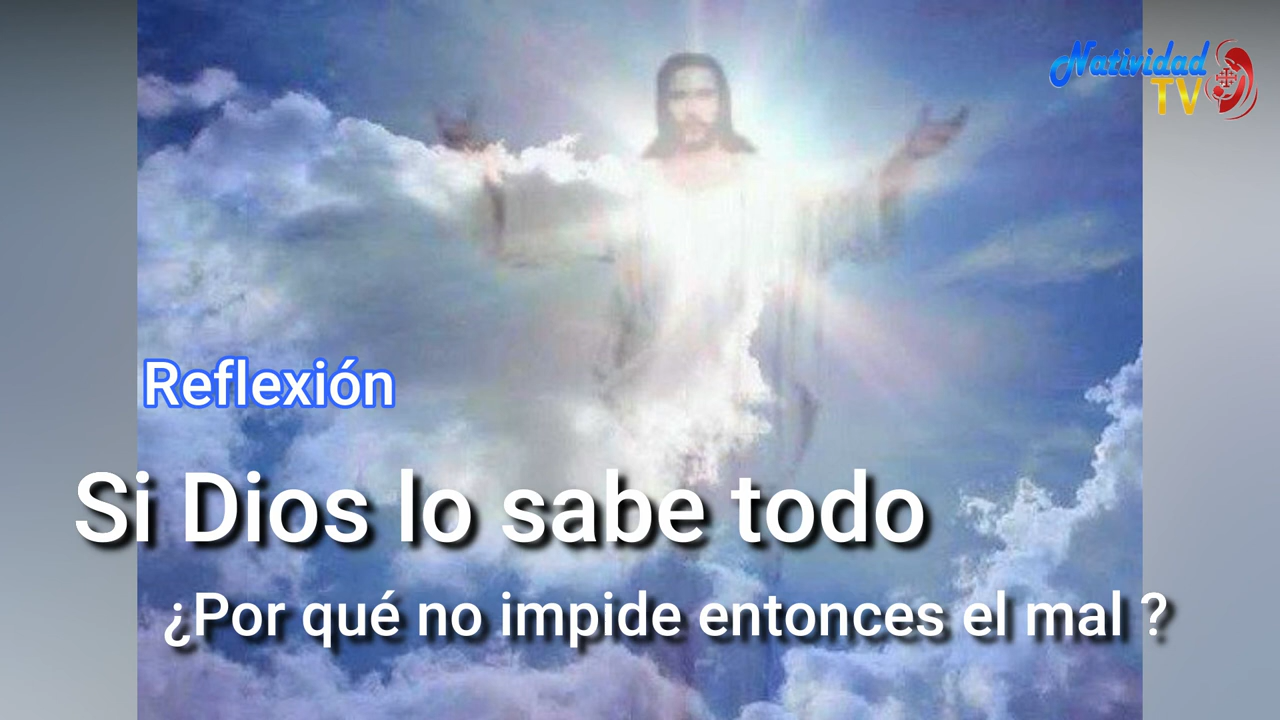 Natividad
TV
Reflexión
Si Dios lo sabe todo
¿Por qué no impide entonces el mal ?